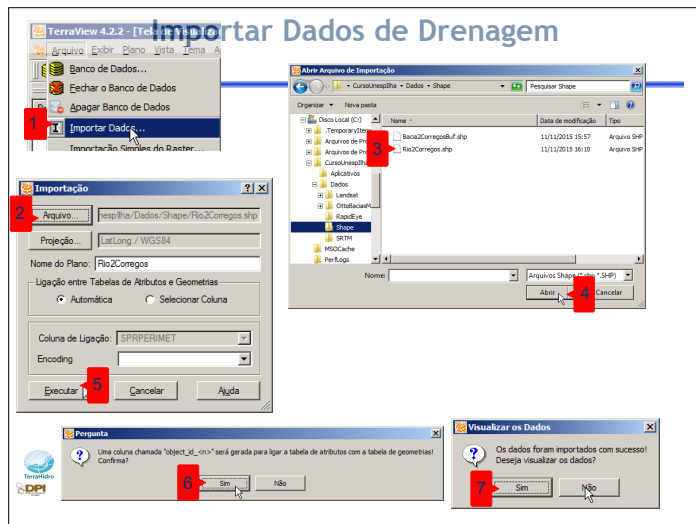 Importar Dados de Drenagem
TerraView 4.2.2 - [Tela de Visualizaç
Arquivo Exibir Plano Vista Tema A
Banco de Dados...
Fechar o Banco de Dados
Apagar Banco de Dados
1
Importar Dados...
Importação Simples do Raster...
Abrir Arquivo de Importação
CursoUnespIlha Dados Shape
Pesquisar Shape
Organizar Nova pasta
Disco Local (C:)
.TemporaryItem
Arquivos de Pro
Arquivos de Pro
CursoUnespIlha
Aplicativos
Dados
Landsat
OttoBaciasM
RapidEye
Shape
SRTM
MSOCache
PerfLogs
Nome Data de modificação Tipo
Bacia2CorregosBuf.shp 11/11/2015 15:57 Arquivo SHP
3
Rio2Corregos.shp 11/11/2015 16:10 Arquivo SHP
Nome:
Arquivos Shape (*.shp *.SHP)
Abrir
4
Cancelar
Importação
2
Arquivo... nespIlha/Dados/Shape/Rio2Corregos.shp
Projeção... LatLong / WGS84
Nome do Plano: Rio2Corregos
Ligação entre Tabelas de Atributos e Geometrias
Automática Selecionar Coluna
Coluna de Ligação: SPRPERIMET
Encoding
Executar
5
Cancelar Ajuda
Pergunta
Uma coluna chamada "object_id_<n>" será gerada para ligar a tabela de atributos com a tabela de geometrias!
Confirma?
6
Sim Não
Visualizar os Dados
Os dados foram importados com sucesso!
Deseja visualizar os dados?
7
Sim Não
TerraHidro
DPI